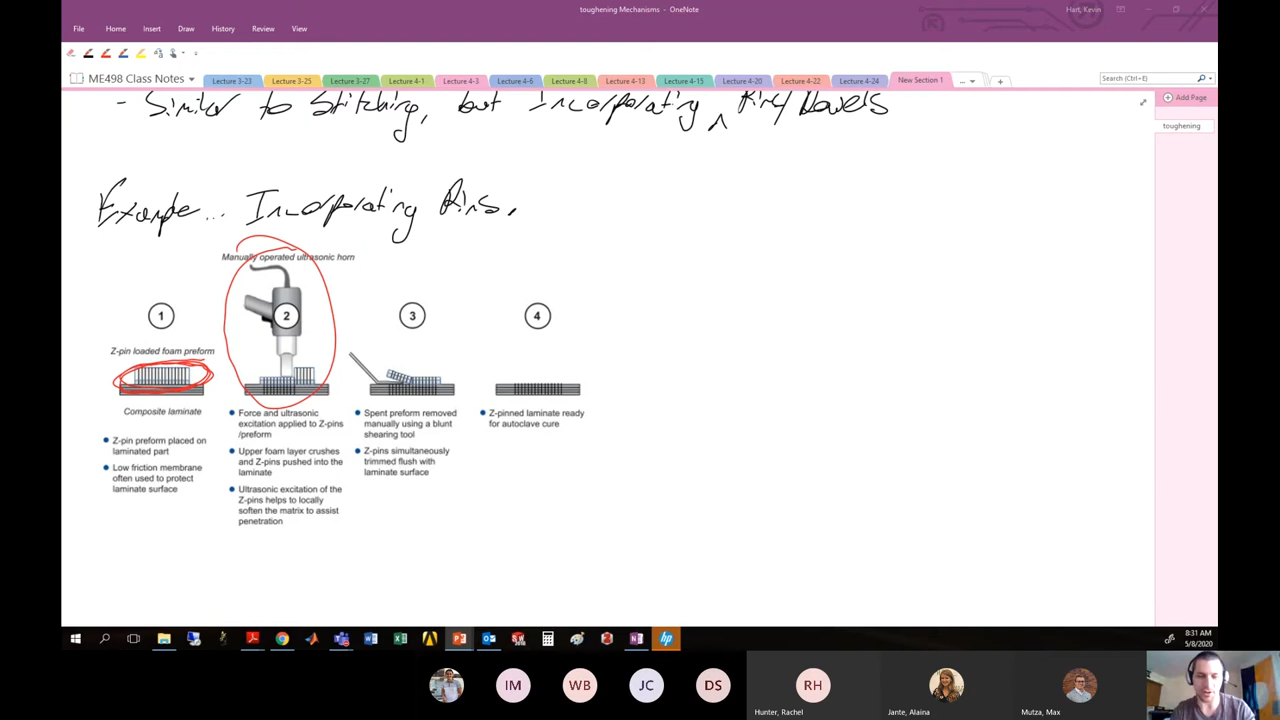 toughening Mechanisms - OneNote
Hart, Kevin
File Home Insert Draw History Review View
ME498 Class Notes
Lecture 3-23 Lecture 3-25 Lecture 3-27 Lecture 4-1 Lecture 4-3 Lecture 4-6 Lecture 4-8 Lecture 4-13 Lecture 4-15 Lecture 4-20 Lecture 4-22 Lecture 4-24 New Section 1 ...
Search (Ctrl+E)
Add Page
toughening
- Similar to Stitching, but Incorporating Pins/Dowels
Example... Incorporating Pins.
Manually operated ultrasonic horn
1 2 3 4
Z-pin loaded foam preform
Composite laminate
Z-pin preform placed on
laminated part
Low friction membrane
often used to protect
laminate surface
Force and ultrasonic
excitation applied to Z-pins
/preform
Upper foam layer crushes
and Z-pins pushed into the
laminate
Ultrasonic excitation of the
Z-pins helps to locally
soften the matrix to assist
penetration
Spent preform removed
manually using a blunt
shearing tool
Z-pins simultaneously
trimmed flush with
laminate surface
Z-pinned laminate ready
for autoclave cure
8:31 AM
5/8/2020
IM WB JC DS RH
Hunter, Rachel
Jante, Alaina
Mutza, Max